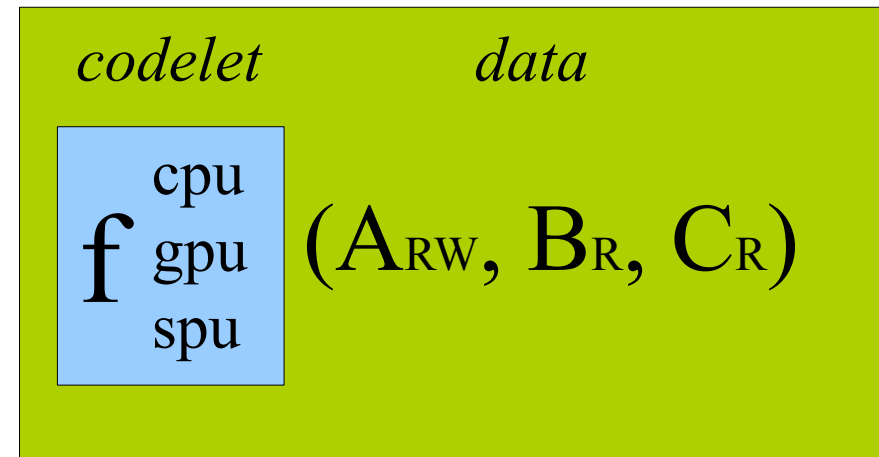 codelet data
cpu
f gpu (ARW, BR, CR)
spu